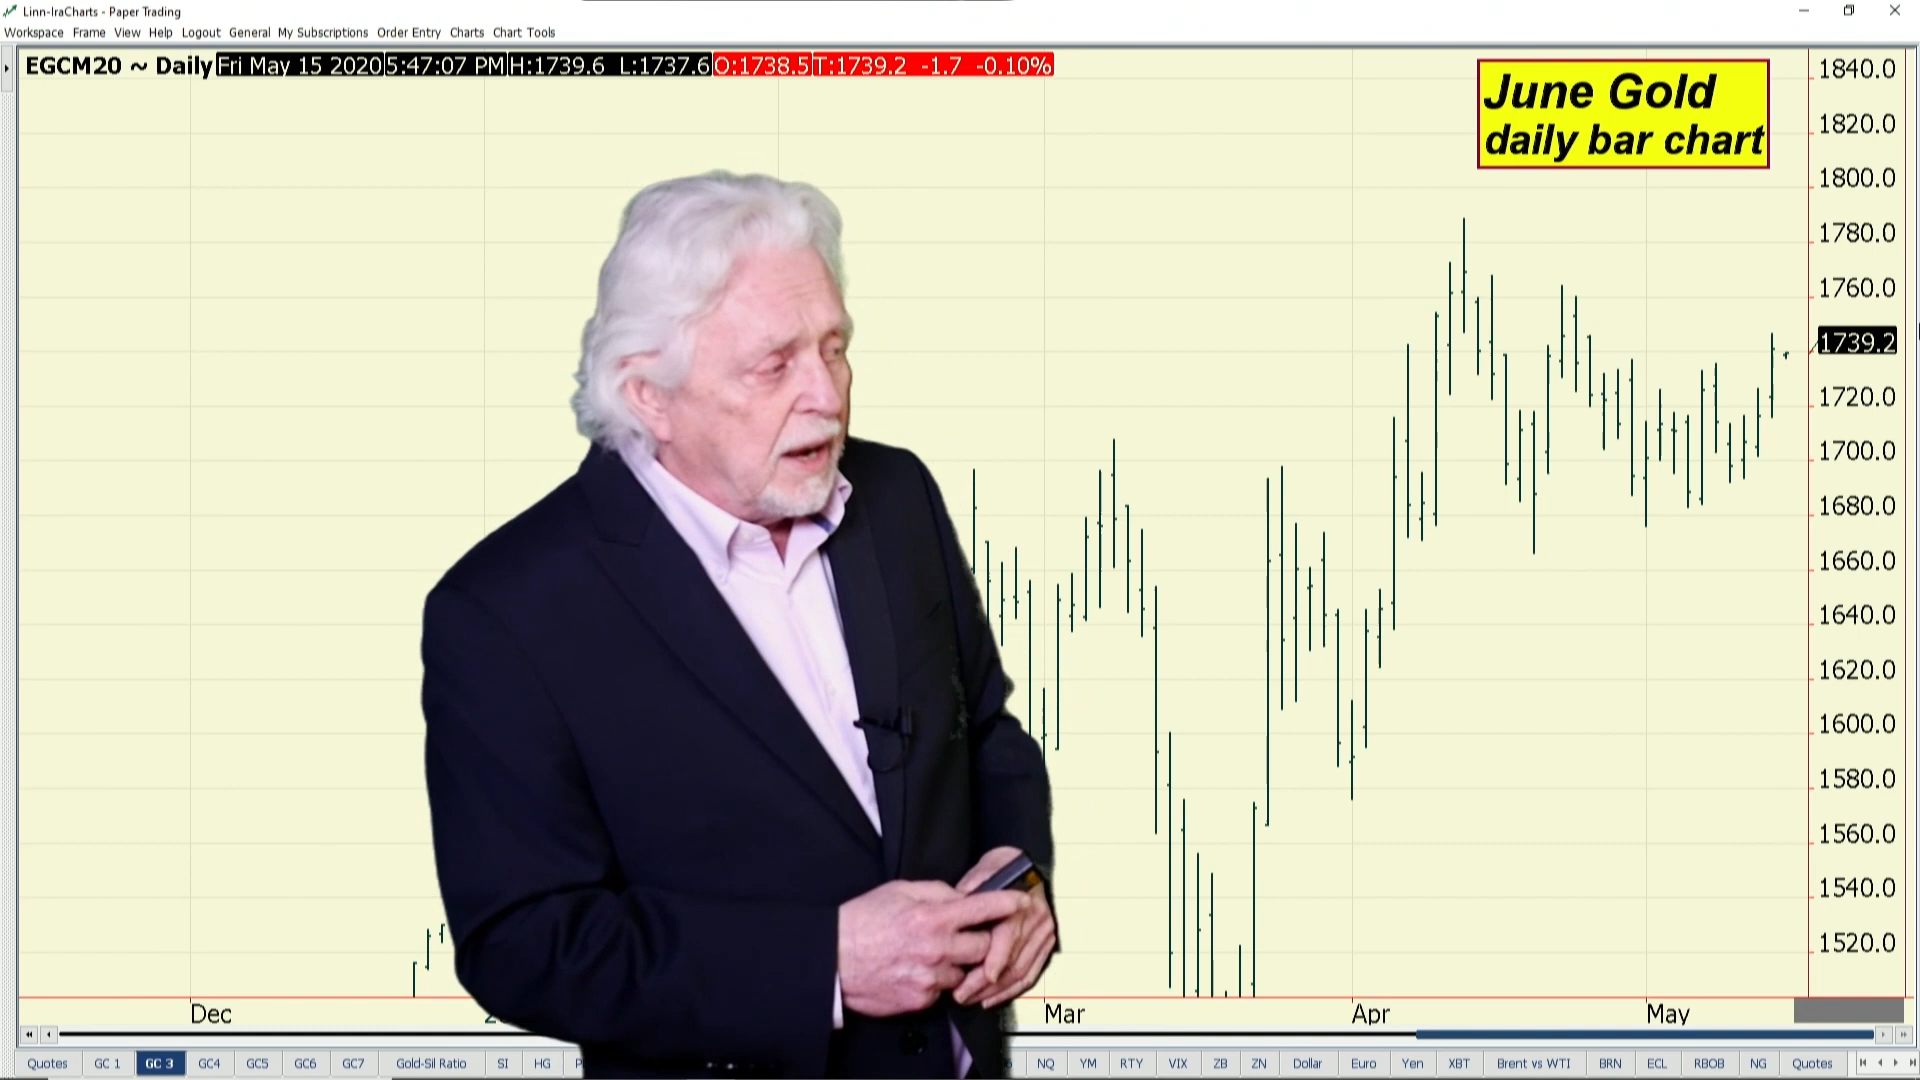 Linn-IraCharts - Paper Trading
Workspace Frame View Help Logout General My Subscriptions Order Entry Charts Chart Tools
EGCM20 ~ Daily Fri May 15 2020 5:47:07 PM H:1739.6 L:1737.6 O:1738.5 T:1739.2 -1.7 -0.10%
June Gold
daily bar chart
1840.0
1820.0
1800.0
1780.0
1760.0
1739.2
1720.0
1700.0
1680.0
1660.0
1640.0
1620.0
1600.0
1580.0
1560.0
1540.0
1520.0
Dec Mar Apr May
Quotes GC 1 GC 3 GC4 GC5 GC6 GC7 Gold-Sil Ratio SI HG NQ YM RTY VIX ZB ZN Dollar Euro Yen XBT Brent vs WTI BRN ECL RBOB NG Quotes